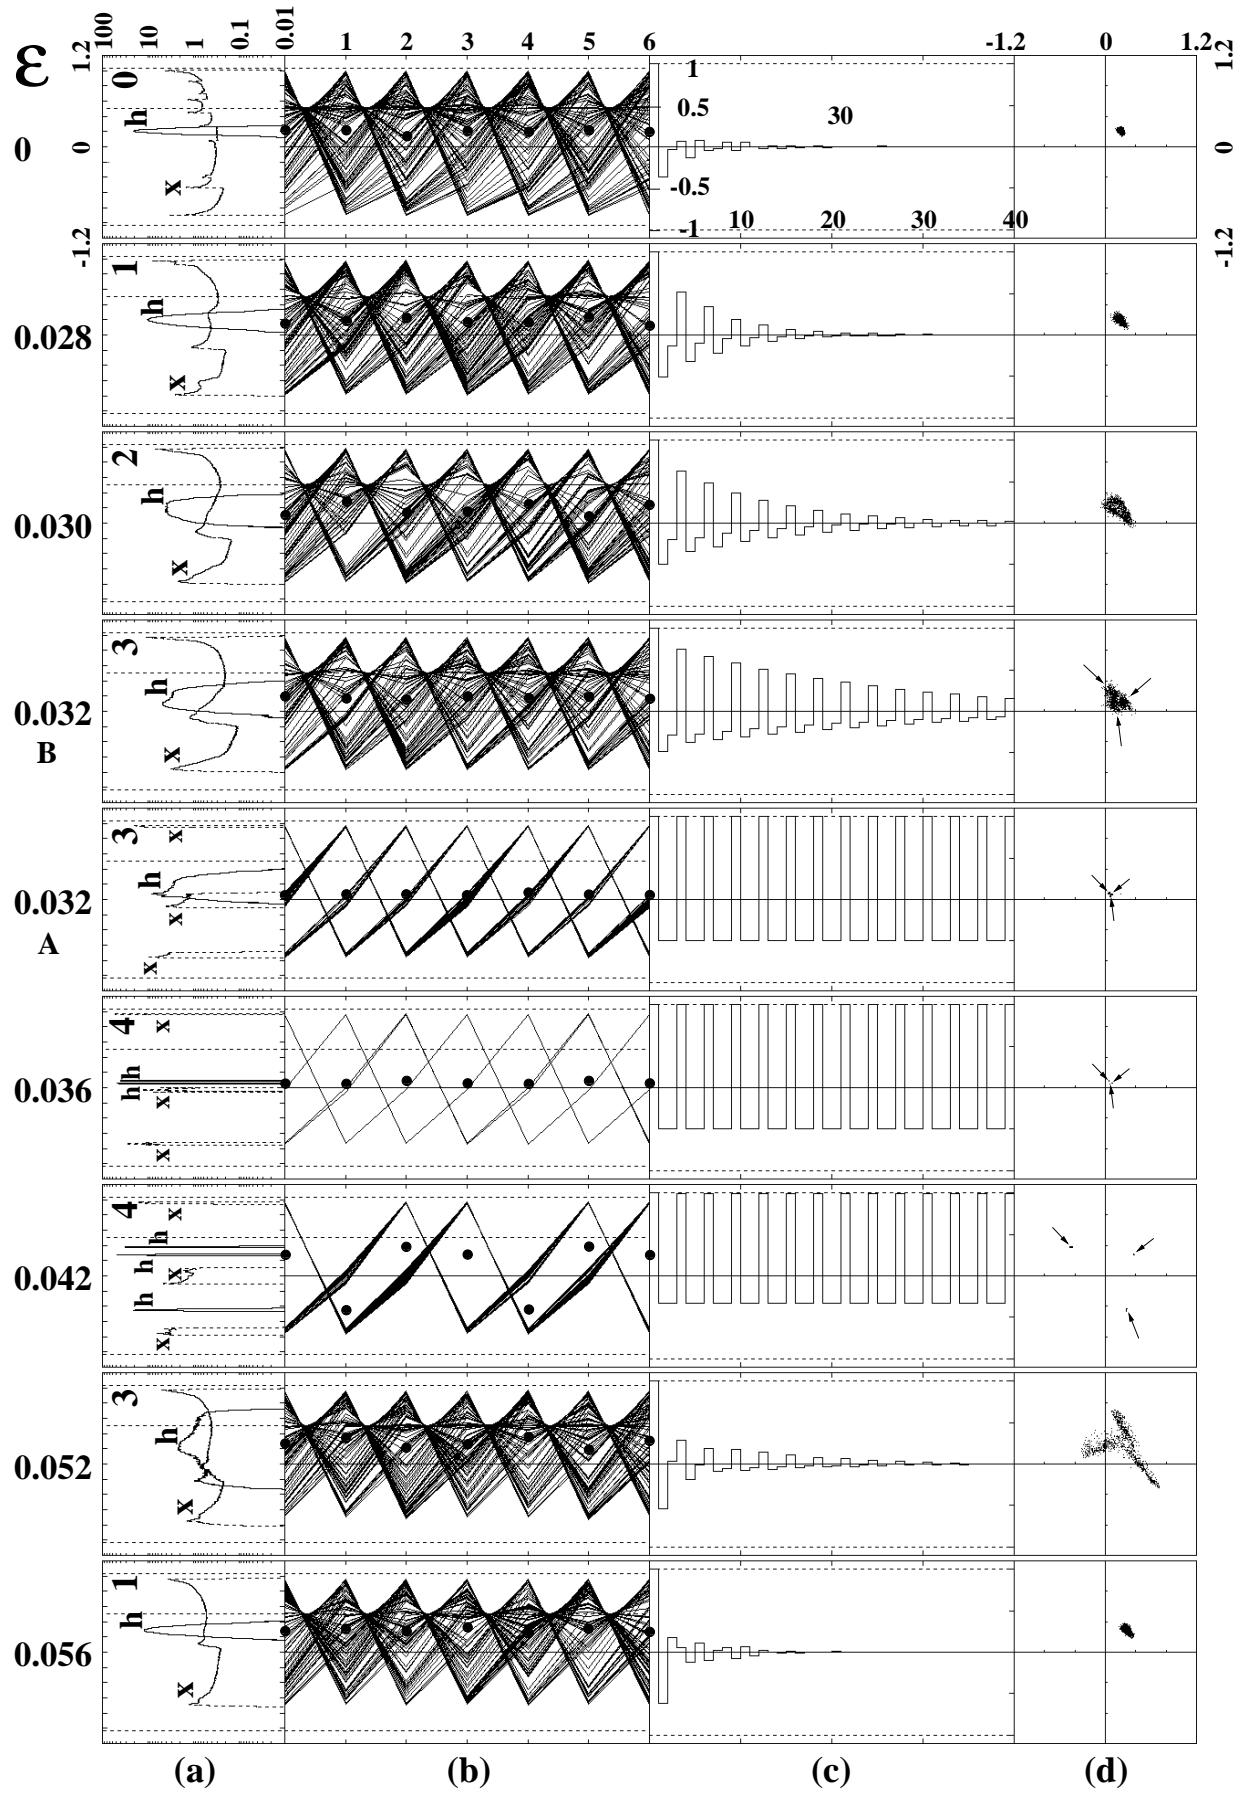 100 10 1 0.1 0.01 1 2 3 4 5 6 -1.2 0 1.2
ε 1.2 0 -1.2
0 0 h x
1 0.5 30 -0.5 -1 10 20 30 40
1.2 0 -1.2
0.028 1 h x
0.030 2 h x
0.032 B 3 h x
0.032 A 3 x h x x
0.036 4 x h h x x
0.042 4 x h h x h x
0.052 3 h x
0.056 1 h x
(a) (b) (c) (d)